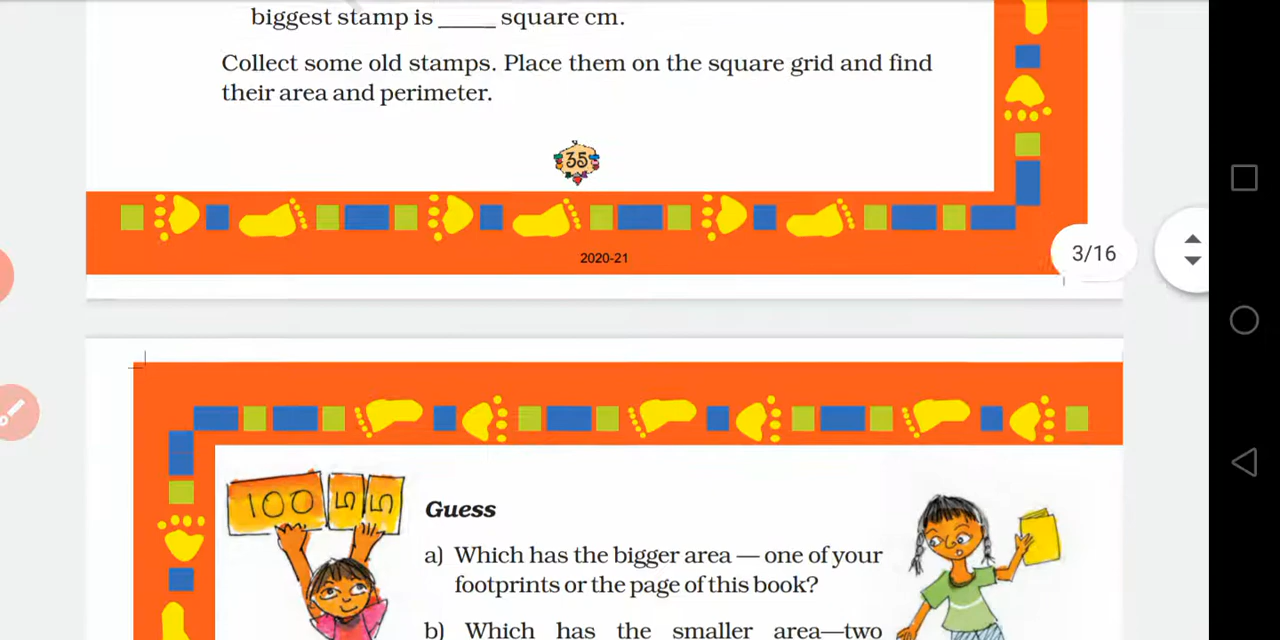 biggest stamp is _____ square cm.
Collect some old stamps. Place them on the square grid and find
their area and perimeter.
35
2020-21
3/16
100 5 5
Guess
a) Which has the bigger area — one of your
footprints or the page of this book?
b) Which has the smaller area—two